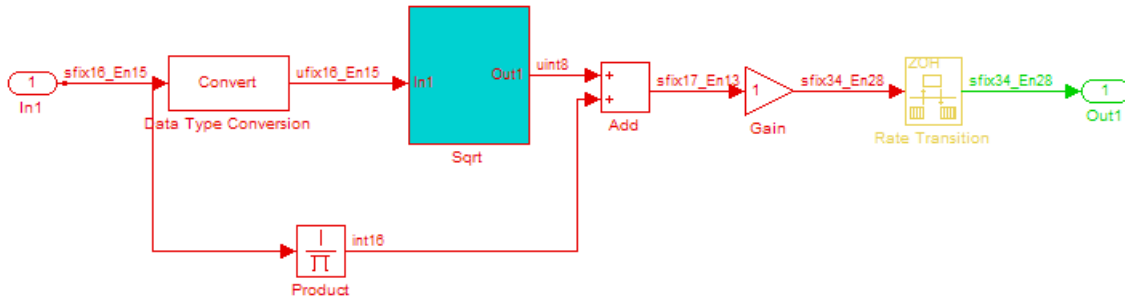 ZOH
sfix16_En15
Convert
ufix16_En15
In1
Out1
uint8
+
+
sfix17_En13
1
sfix34_En28
sfix34_En28
1
1
In1
Data Type Conversion
Sqrt
Add
Gain
Rate Transition
Out1
int16
Product